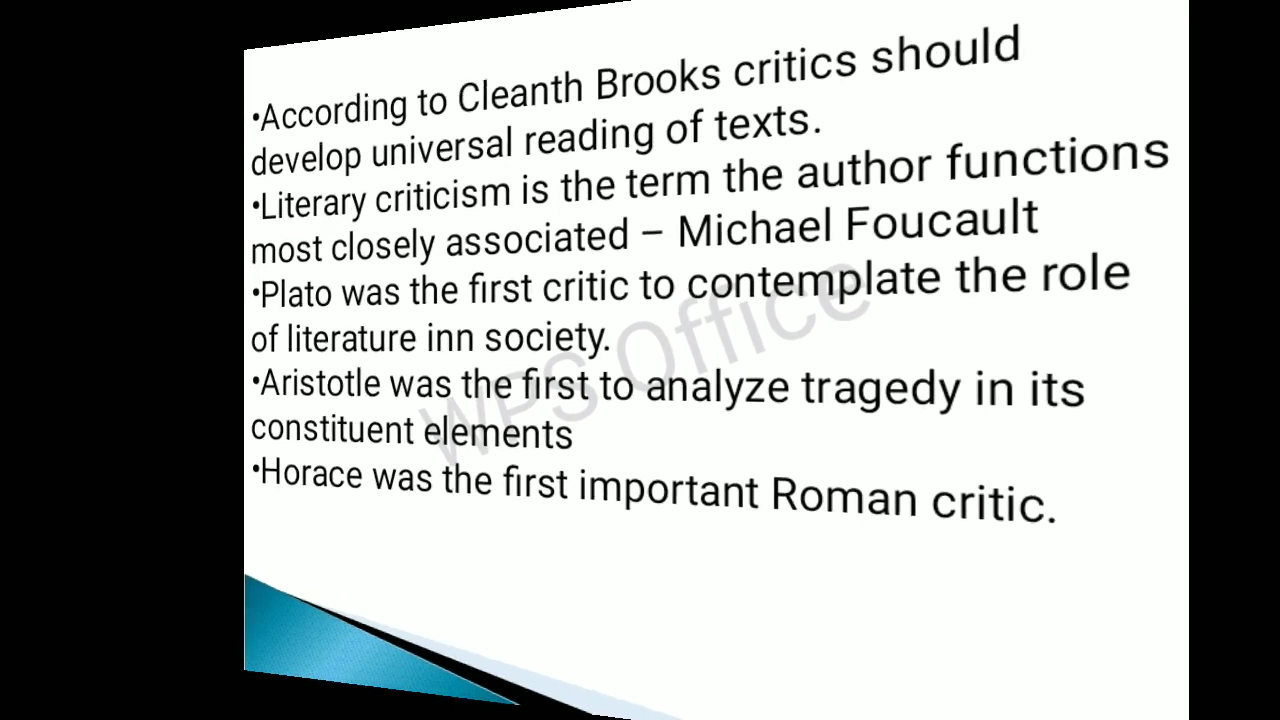 •According to Cleanth Brooks critics should
develop universal reading of texts.
•Literary criticism is the term the author functions
most closely associated – Michael Foucault
•Plato was the first critic to contemplate the role
of literature inn society.
•Aristotle was the first to analyze tragedy in its
constituent elements
•Horace was the first important Roman critic.
WPS Office